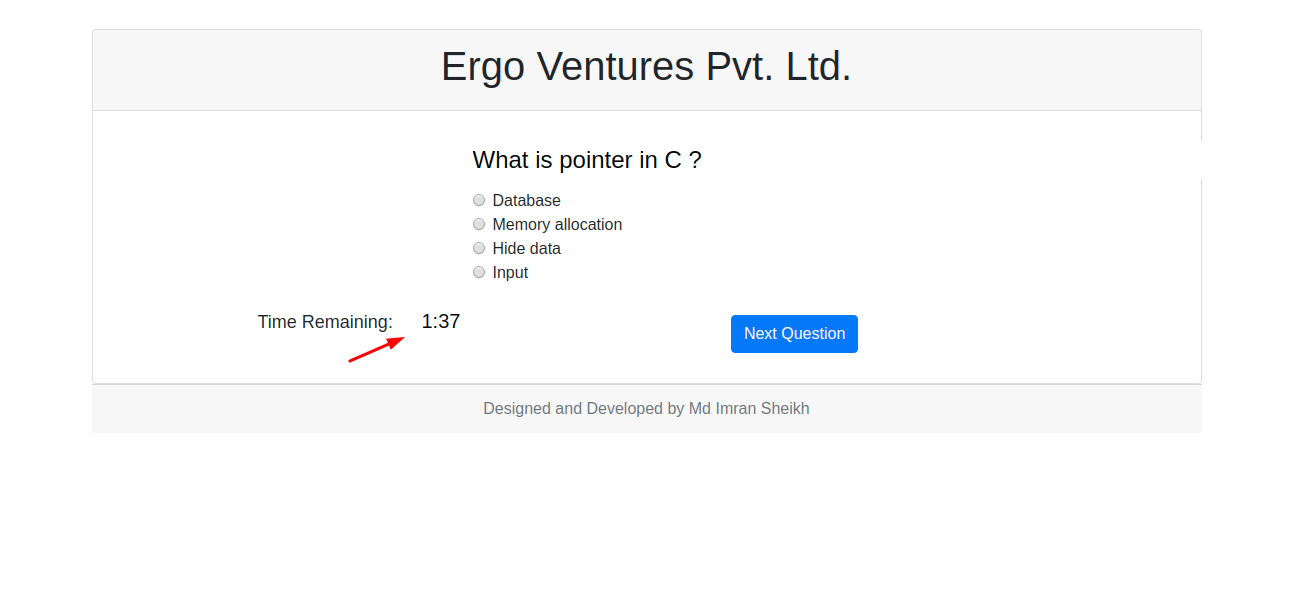 Ergo Ventures Pvt. Ltd.
What is pointer in C ?
Database
Memory allocation
Hide data
Input
Time Remaining: 1:37
Next Question
Designed and Developed by Md Imran Sheikh